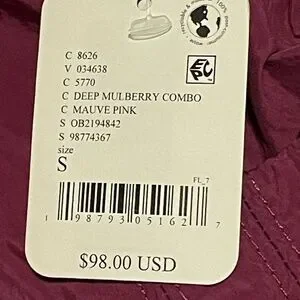 100%
C 8626
V 034638
C 5770
C DEEP MULBERRY COMBO
C MAUVE PINK
S OB2194842
S 98774367
size
S
FL_7
1 98793 05162 7
$98.00 USD